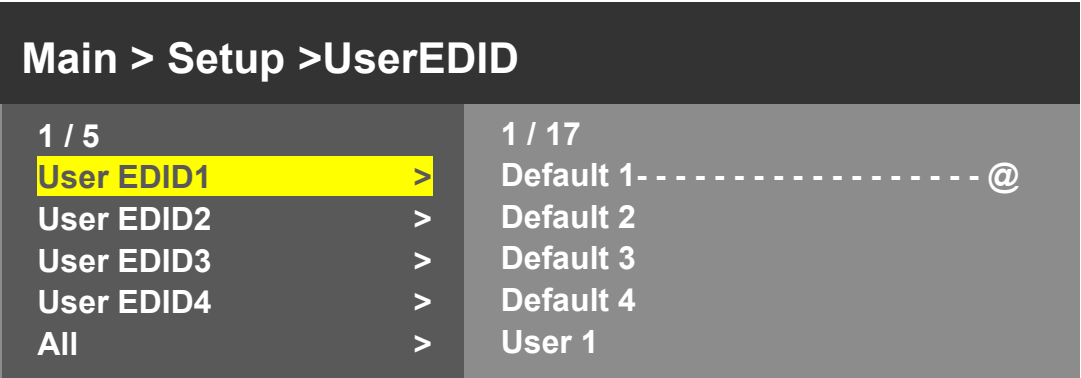 Main > Setup >UserEDID
1 / 5
User EDID1 >
User EDID2 >
User EDID3 >
User EDID4 >
All >
1 / 17
Default 1- - - - - - - - - - - - - - - - - - @
Default 2
Default 3
Default 4
User 1